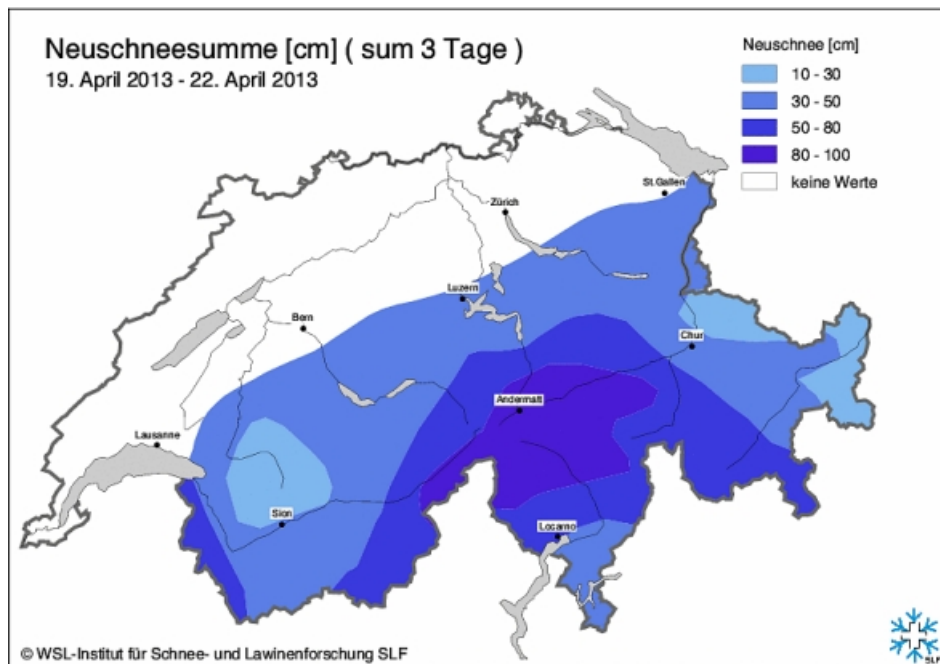 Neuschneesumme [cm] ( sum 3 Tage )
19. April 2013 - 22. April 2013
Neuschnee [cm]
10 - 30
30 - 50
50 - 80
80 - 100
keine Werte
St.Gallen
Zürich
Luzern
Bern
Chur
Andermatt
Lausanne
Sion
Locarno
© WSL-Institut für Schnee- und Lawinenforschung SLF
SLF